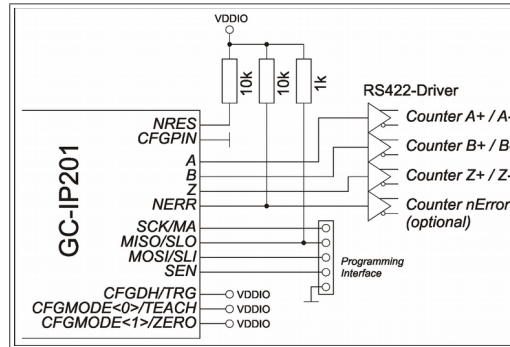 VDDIO
10k
10k
1k
RS422-Driver
GC-IP201
NRES
CFGPIN
A
B
Z
NERR
SCK/MA
MISO/SLO
MOSI/SLI
SEN
CFGDH/TRG
CFGMODE<0>/TEACH
CFGMODE<1>/ZERO
Counter A+ / A-
Counter B+ / B-
Counter Z+ / Z-
Counter nError
(optional)
Programming
Interface
VDDIO
VDDIO
VDDIO